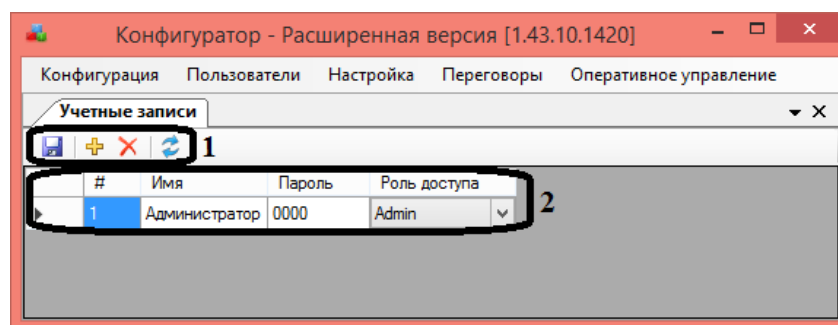 Конфигуратор - Расширенная версия [1.43.10.1420]
Конфигурация Пользователи Настройка Переговоры Оперативное управление
Учетные записи
1
# Имя Пароль Роль доступа
1 Администратор 0000 Admin
2